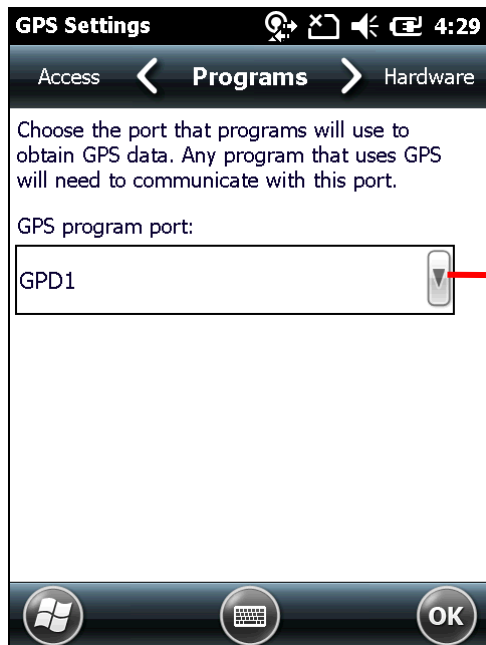 GPS Settings 4:29
Access Programs Hardware
Choose the port that programs will use to
obtain GPS data. Any program that uses GPS
will need to communicate with this port.
GPS program port:
GPD1
OK